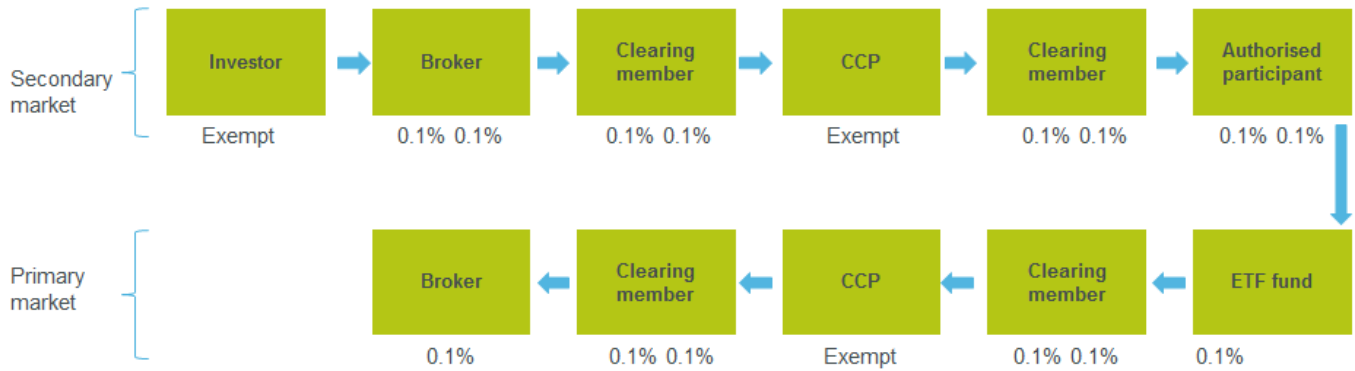 Secondary
market
Investor
Broker
Clearing
member
CCP
Clearing
member
Authorised
participant
Exempt
0.1% 0.1%
0.1% 0.1%
Exempt
0.1% 0.1%
0.1% 0.1%
Primary
market
Broker
Clearing
member
CCP
Clearing
member
ETF fund
0.1%
0.1% 0.1%
Exempt
0.1% 0.1%
0.1%